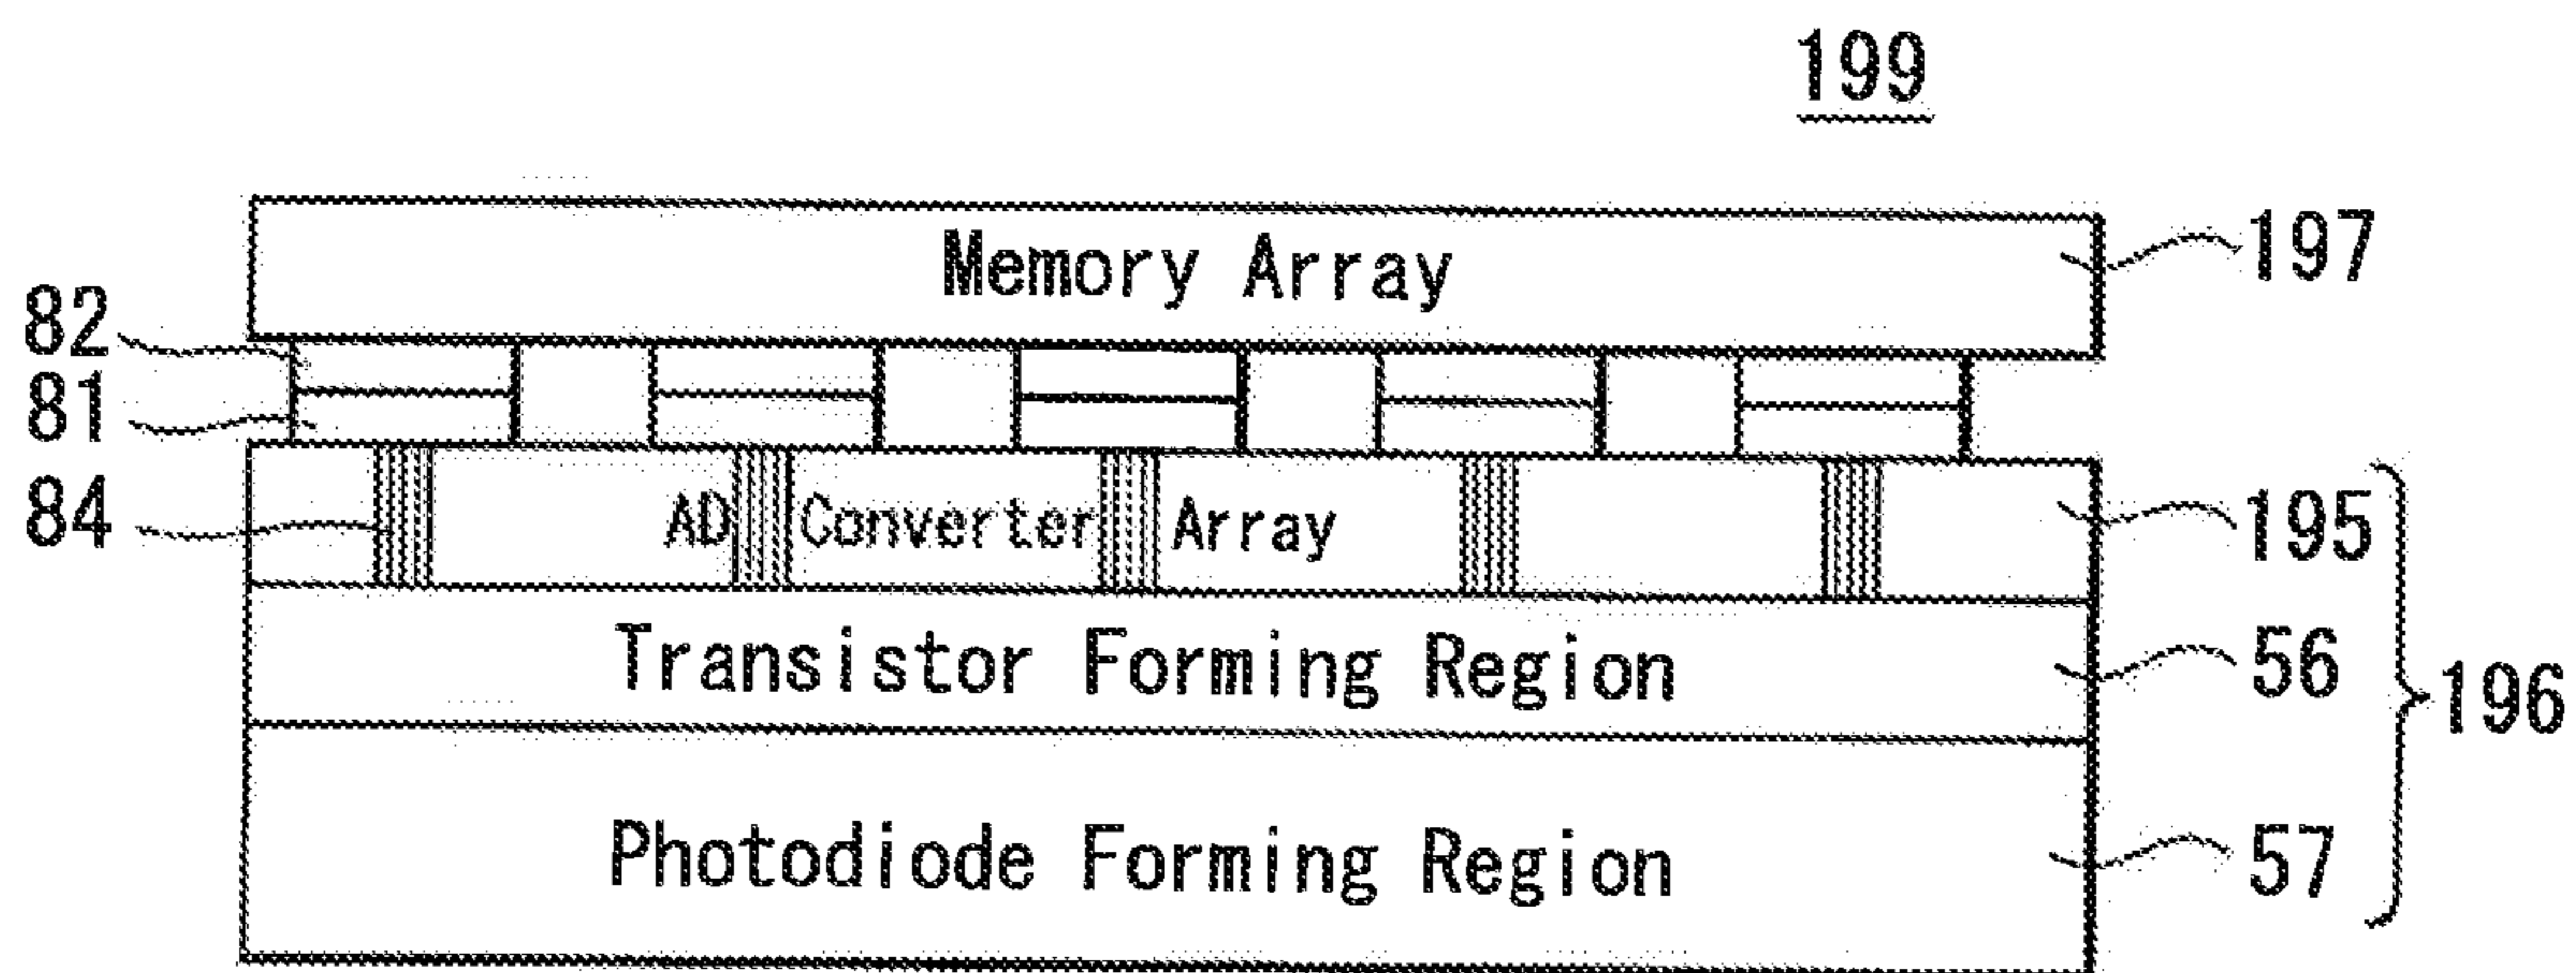 199
Memory Array
197
82
81
84
AD Converter Array
195
Transistor Forming Region
56
196
Photodiode Forming Region
57